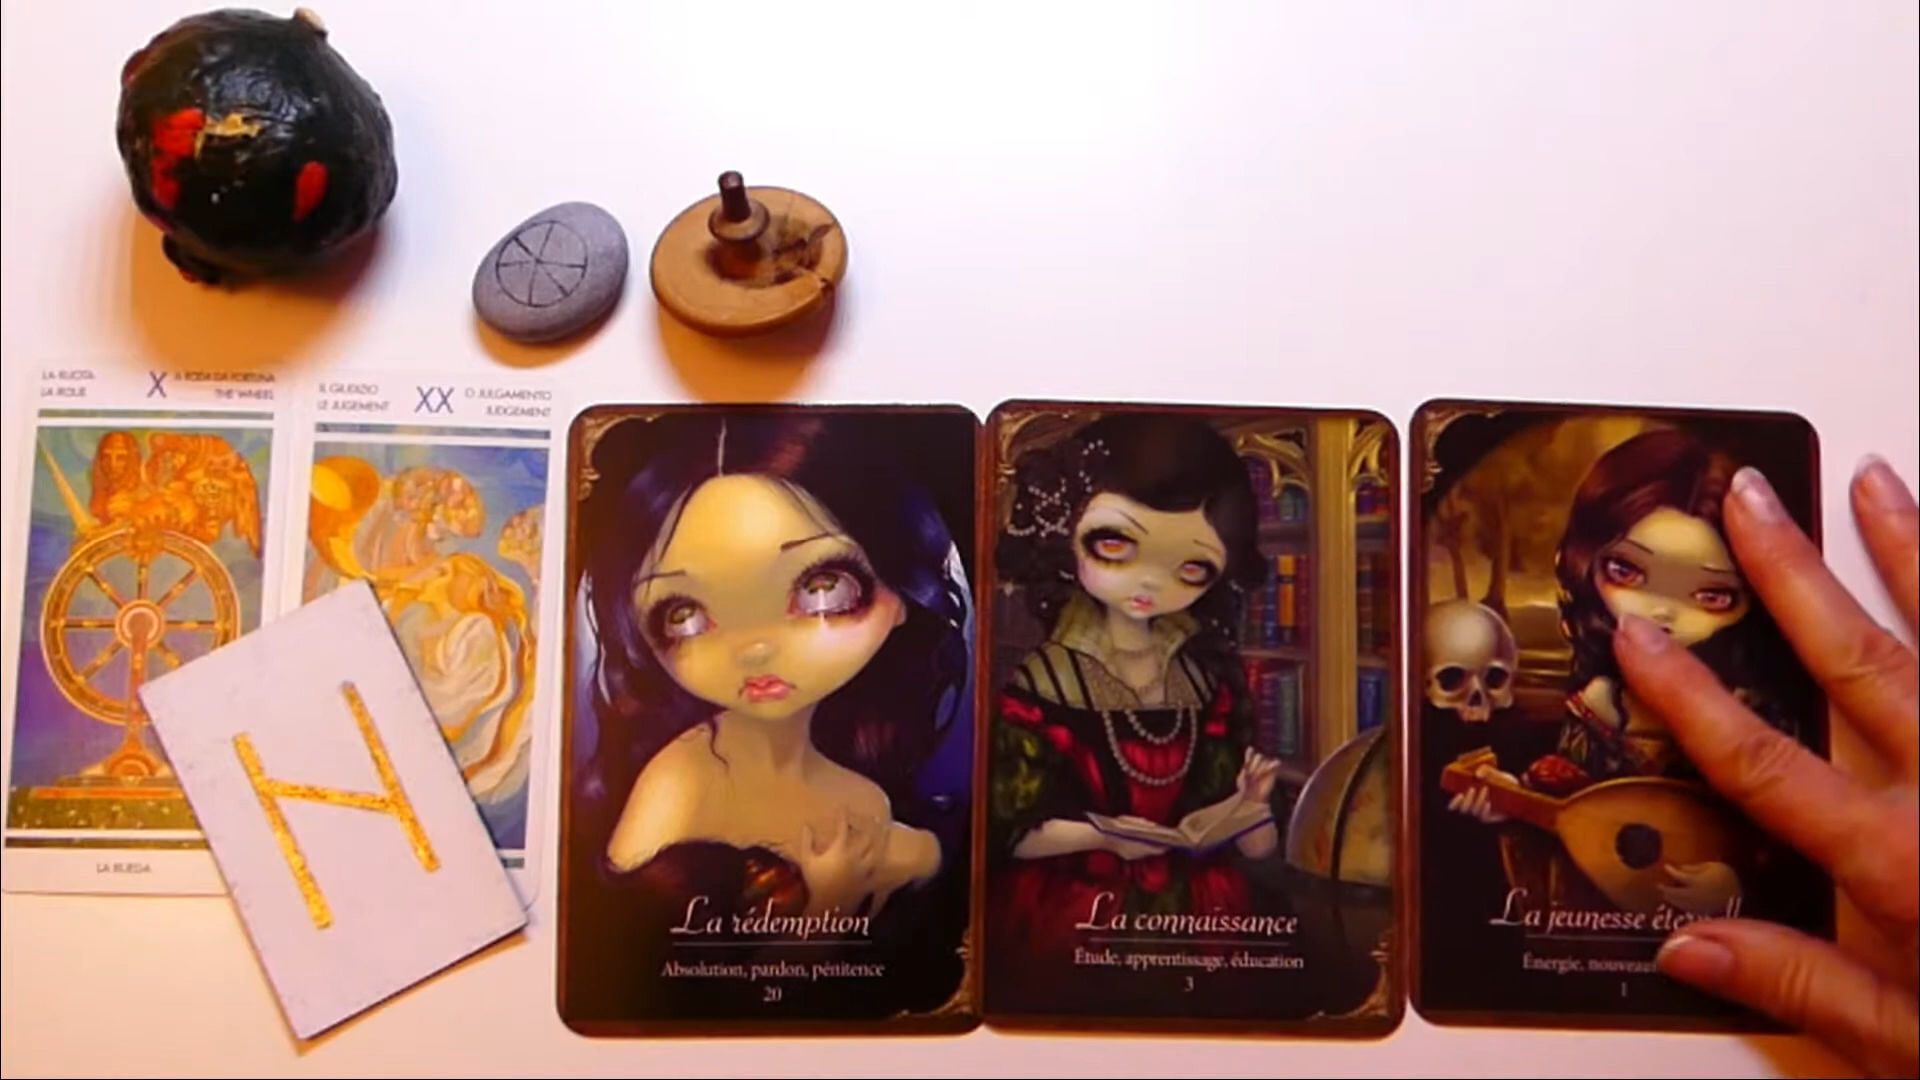 LA RUOTA
LA ROUE
X
A RODA DA FORTUNA
THE WHEEL
LA RUEDA
IL GIUDIZIO
LE JUGEMENT
XX
O JULGAMENTO
JUDGEMENT
La rédemption
Absolution, pardon, pénitence
20
La connaissance
Étude, apprentissage, éducation
3
La jeunesse
Énergie,
1